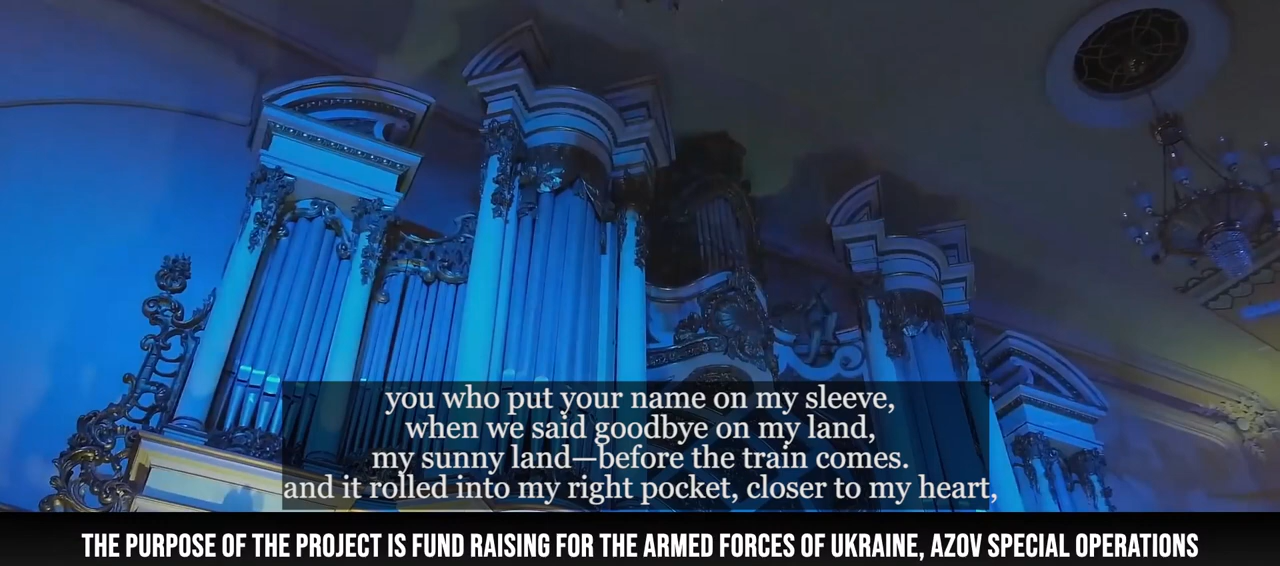 you who put your name on my sleeve,
when we said goodbye on my land,
my sunny land—before the train comes.
and it rolled into my right pocket, closer to my heart,
THE PURPOSE OF THE PROJECT IS FUND RAISING FOR THE ARMED FORCES OF UKRAINE, AZOV SPECIAL OPERATIONS